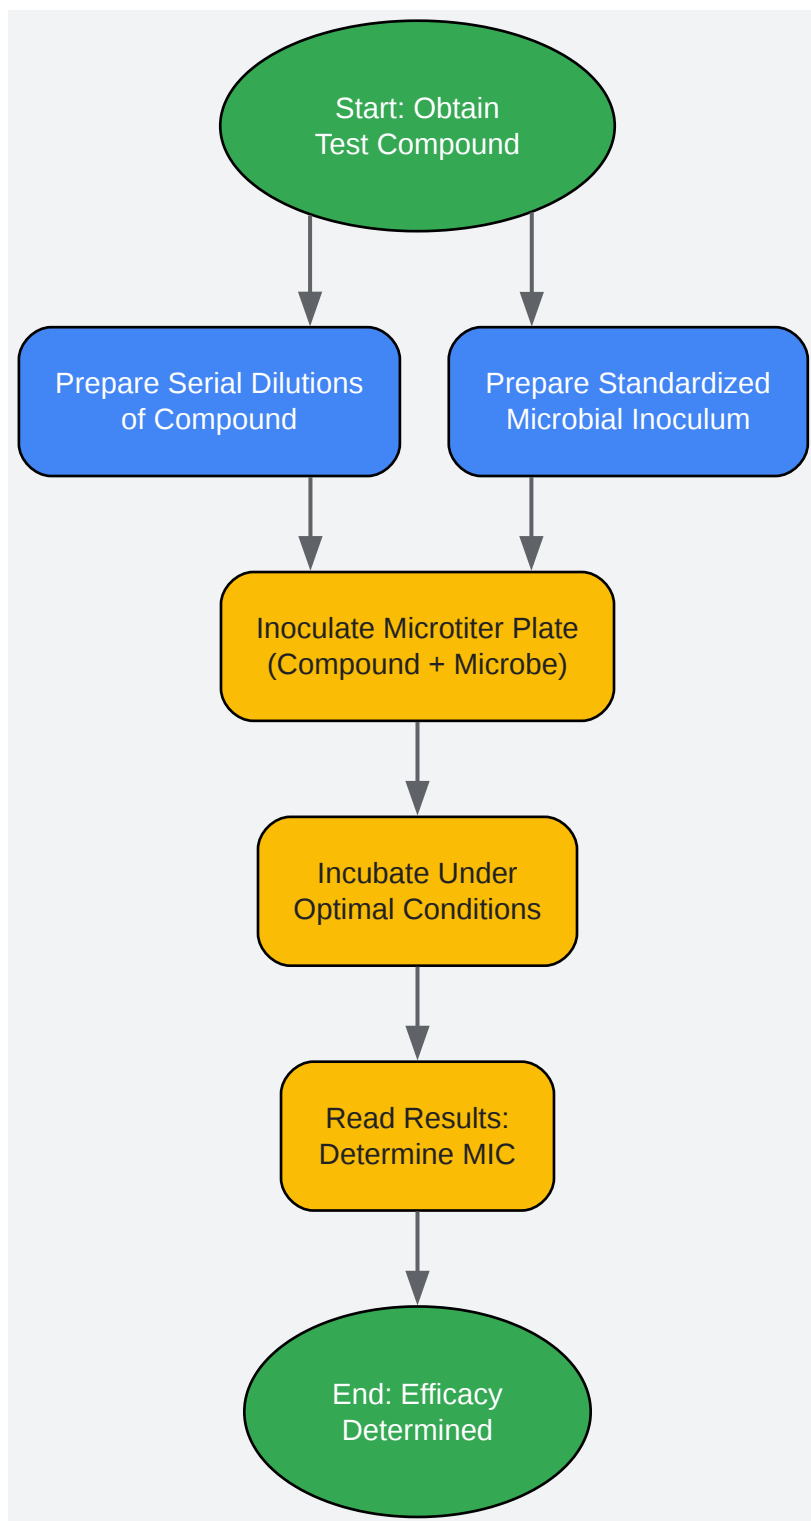 Start: Obtain
Test Compound
Prepare Serial Dilutions
of Compound
Prepare Standardized
Microbial Inoculum
Inoculate Microtiter Plate
(Compound + Microbe)
Incubate Under
Optimal Conditions
Read Results:
Determine MIC
End: Efficacy
Determined